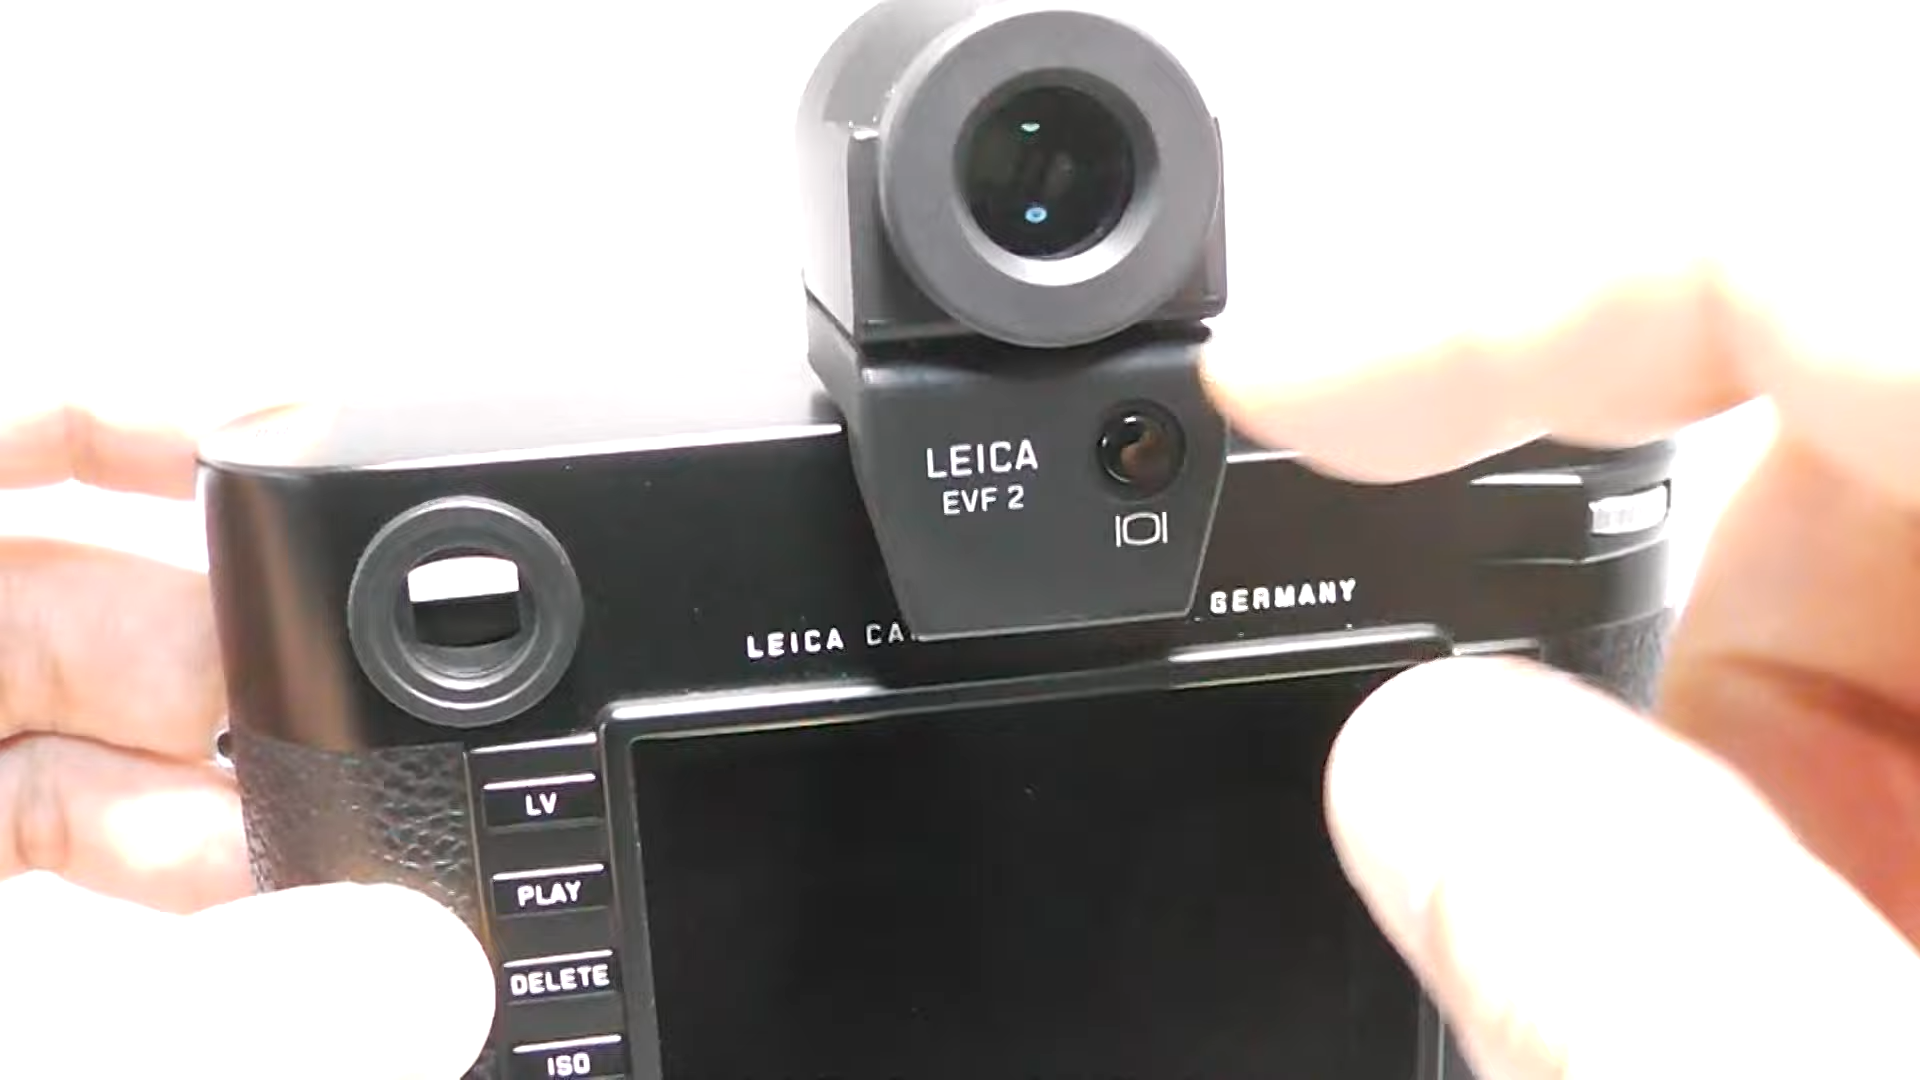 LEICA
EVF 2
LEICA CA
GERMANY
LV
PLAY
DELETE
ISO